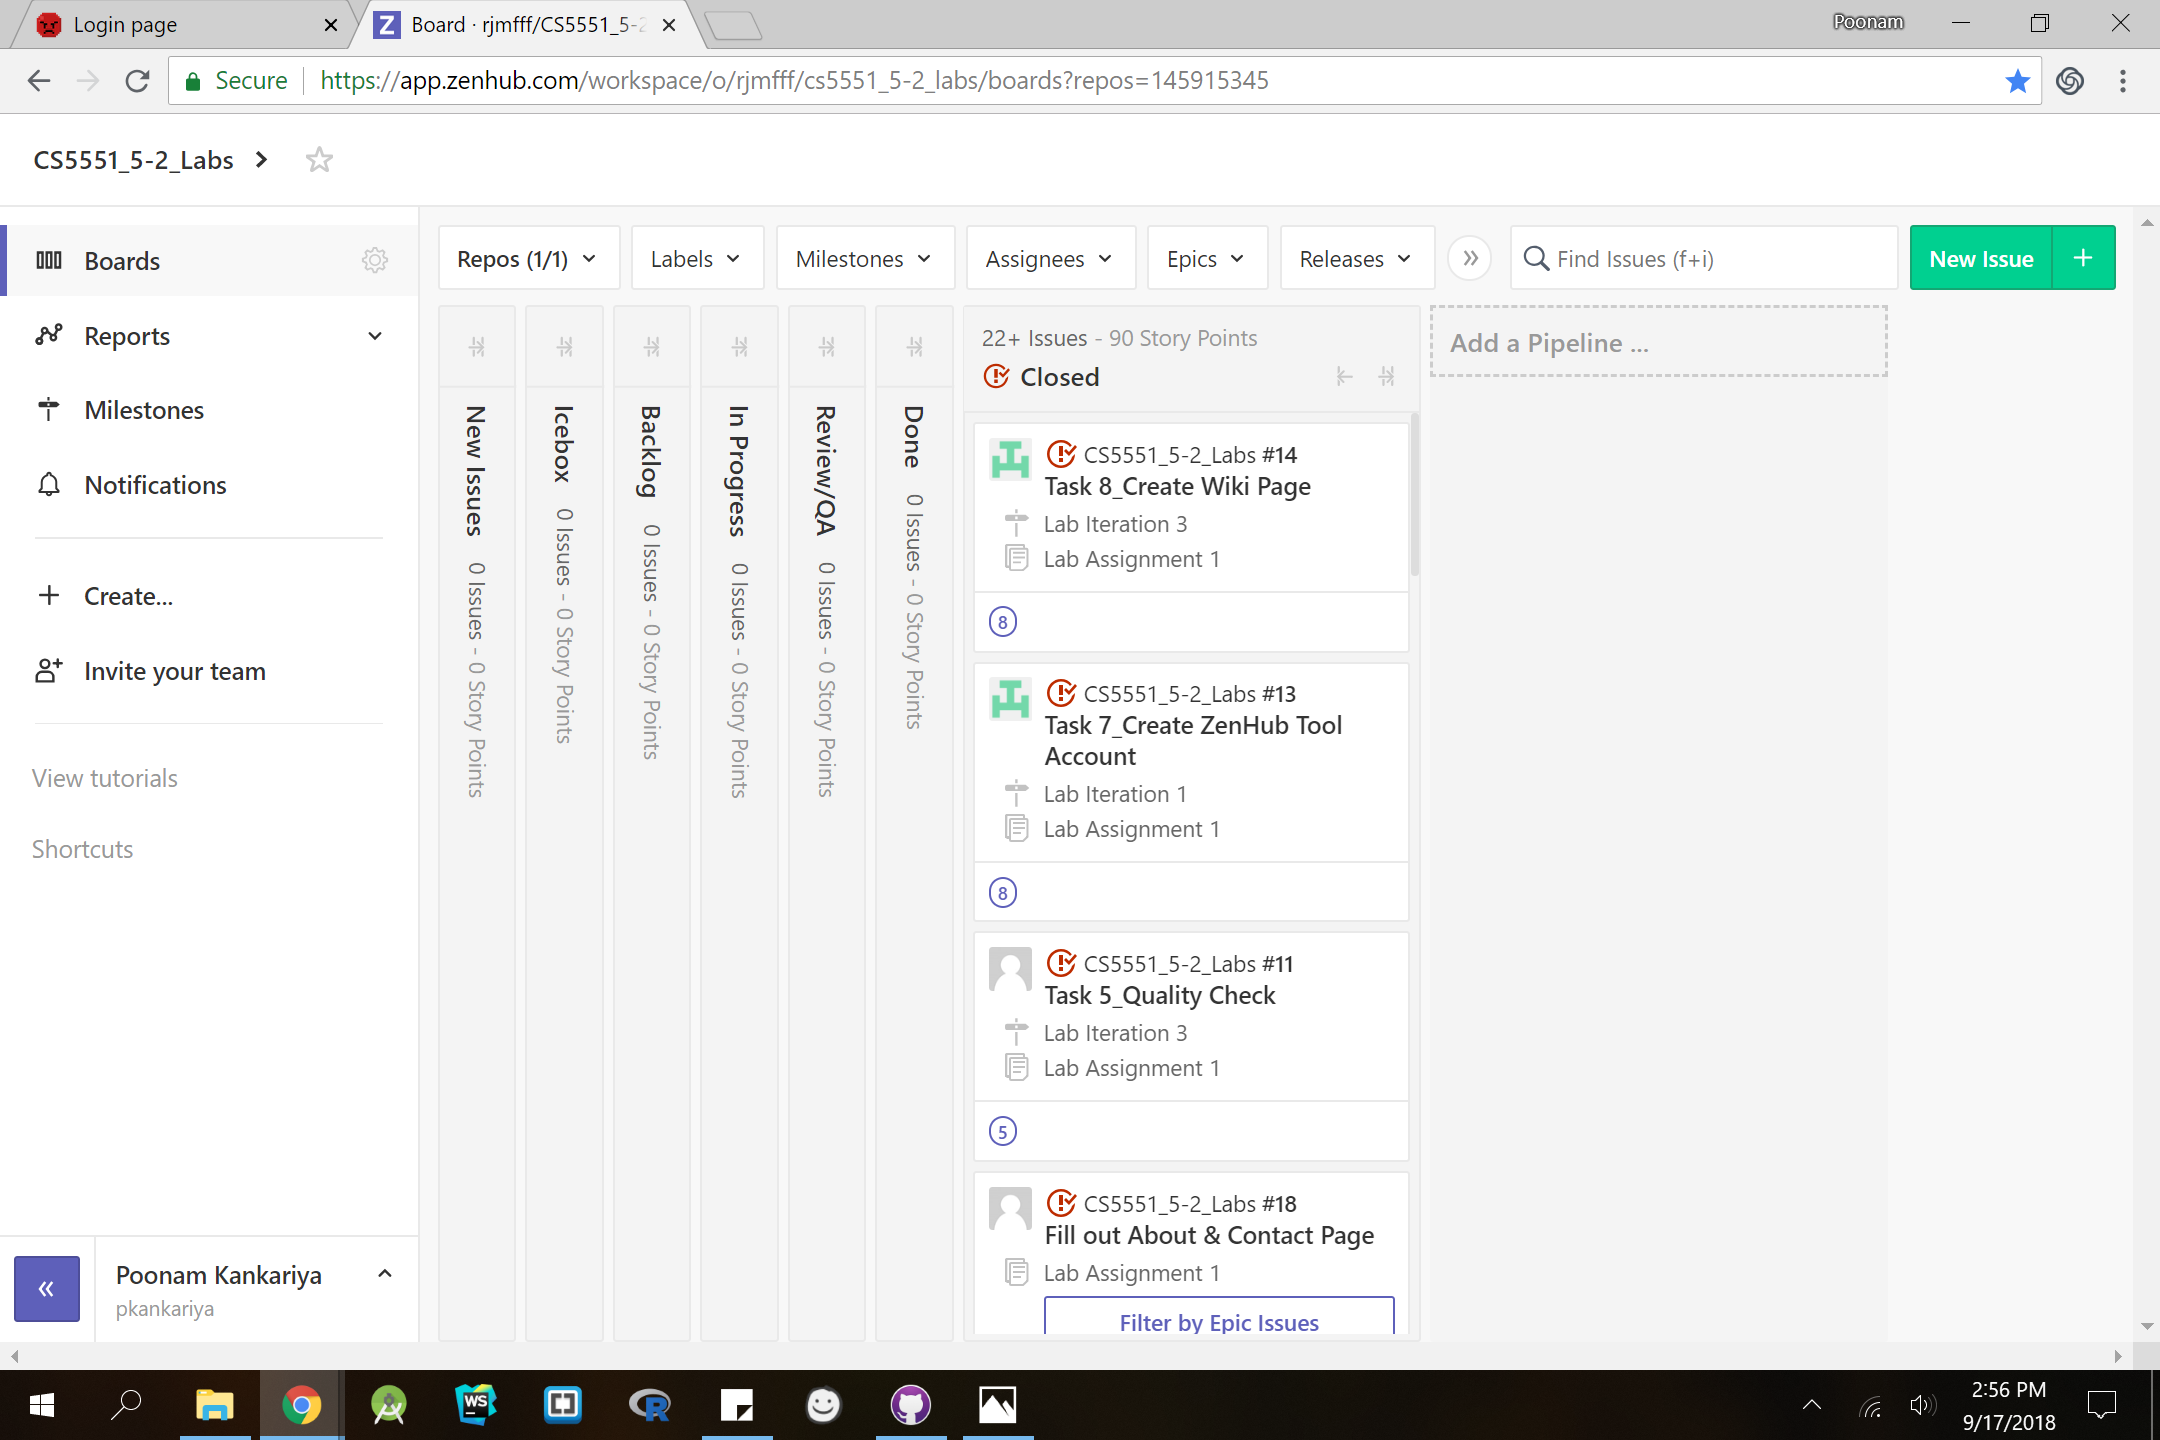 Login page
Board · rjmfff/CS5551_5-2
Poonam
Secure
https://app.zenhub.com/workspace/o/rjmfff/cs5551_5-2_labs/boards?repos=145915345
CS5551_5-2_Labs
Boards
Reports
Milestones
Notifications
Create...
Invite your team
View tutorials
Shortcuts
Poonam Kankariya
pkankariya
Repos (1/1)
Labels
Milestones
Assignees
Epics
Releases
Find Issues (f+i)
New Issue
New Issues 0 Issues - 0 Story Points
Icebox 0 Issues - 0 Story Points
Backlog 0 Issues - 0 Story Points
In Progress 0 Issues - 0 Story Points
Review/QA 0 Issues - 0 Story Points
Done 0 Issues - 0 Story Points
22+ Issues - 90 Story Points
Closed
CS5551_5-2_Labs #14
Task 8_Create Wiki Page
Lab Iteration 3
Lab Assignment 1
8
CS5551_5-2_Labs #13
Task 7_Create ZenHub Tool
Account
Lab Iteration 1
Lab Assignment 1
8
CS5551_5-2_Labs #11
Task 5_Quality Check
Lab Iteration 3
Lab Assignment 1
5
CS5551_5-2_Labs #18
Fill out About & Contact Page
Lab Assignment 1
Filter by Epic Issues
Add a Pipeline ...
WS
R
2:56 PM
9/17/2018